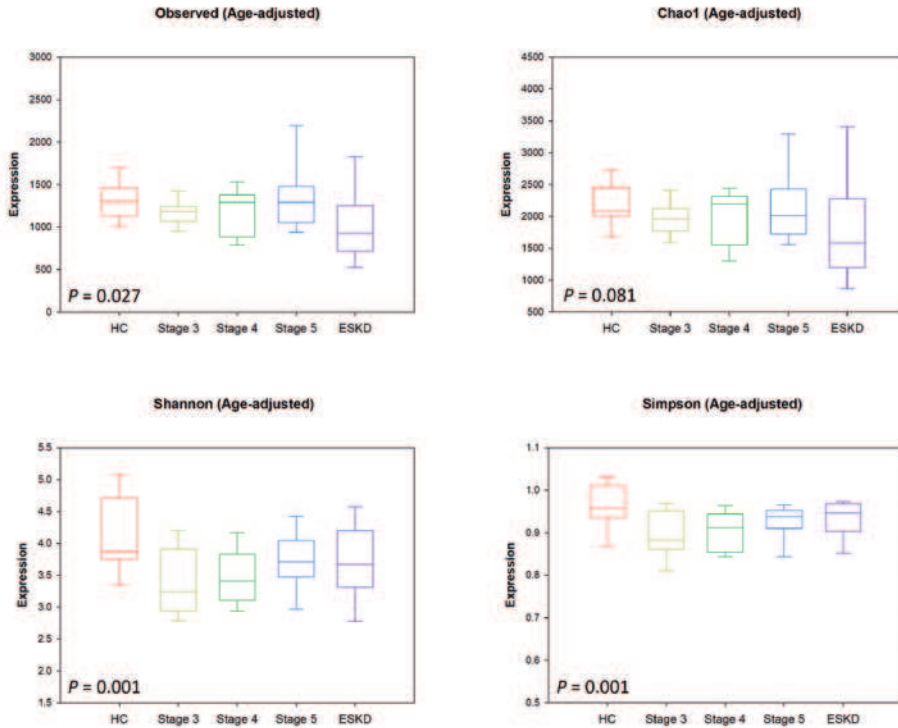 Observed (Age-adjusted)
Expression
3000
2500
2000
1500
1000
500
0
P = 0.027
HC Stage 3 Stage 4 Stage 5 ESKD
Chao1 (Age-adjusted)
Expression
4500
4000
3500
3000
2500
2000
1500
1000
500
P = 0.081
HC Stage 3 Stage 4 Stage 5 ESKD
Shannon (Age-adjusted)
Expression
5.5
5.0
4.5
4.0
3.5
3.0
2.5
2.0
1.5
P = 0.001
HC Stage 3 Stage 4 Stage 5 ESKD
Simpson (Age-adjusted)
Expression
1.1
1.0
0.9
0.8
0.7
0.6
0.5
P = 0.001
HC Stage 3 Stage 4 Stage 5 ESKD